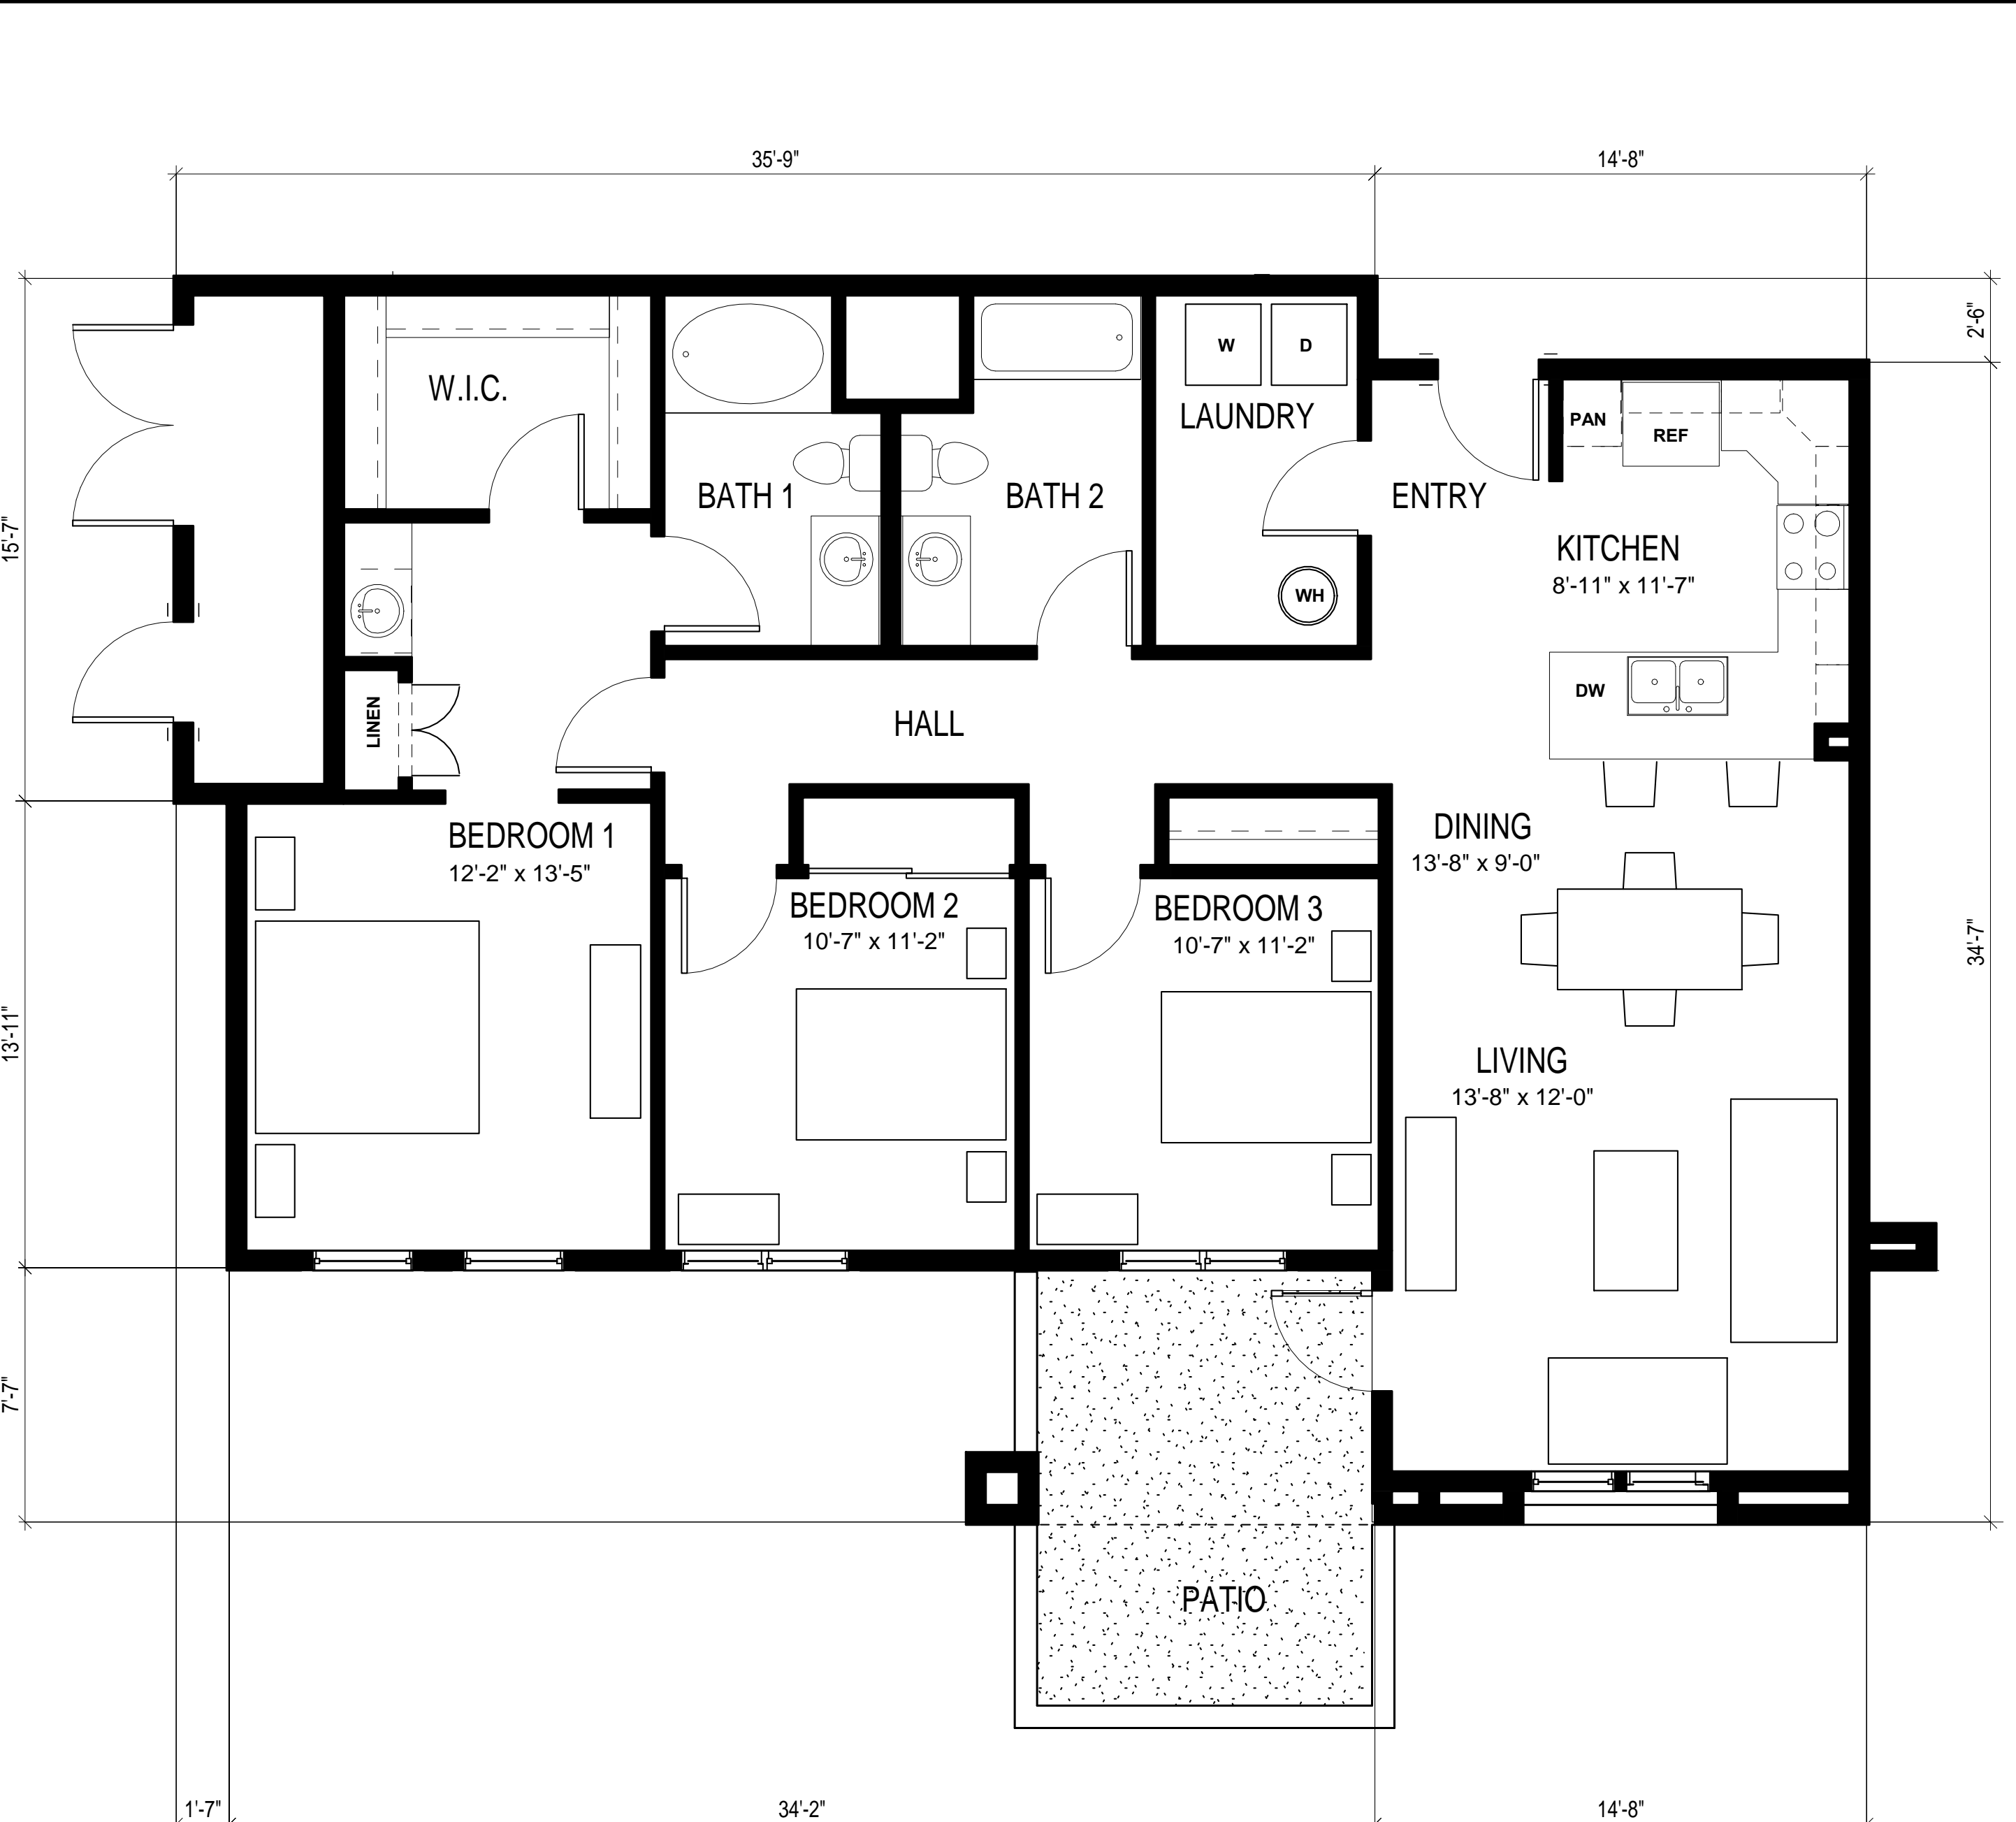 35'-9"
14'-8"
2'-6"
W
D
W.I.C.
LAUNDRY
PAN
REF
BATH 1
BATH 2
ENTRY
15'-7"
KITCHEN
8'-11" x 11'-7"
WH
DW
LINEN
HALL
DINING
13'-8" x 9'-0"
BEDROOM 1
12'-2" x 13'-5"
BEDROOM 2
10'-7" x 11'-2"
BEDROOM 3
10'-7" x 11'-2"
34'-7"
13'-11"
LIVING
13'-8" x 12'-0"
7'-7"
PATIO
1'-7"
34'-2"
14'-8"